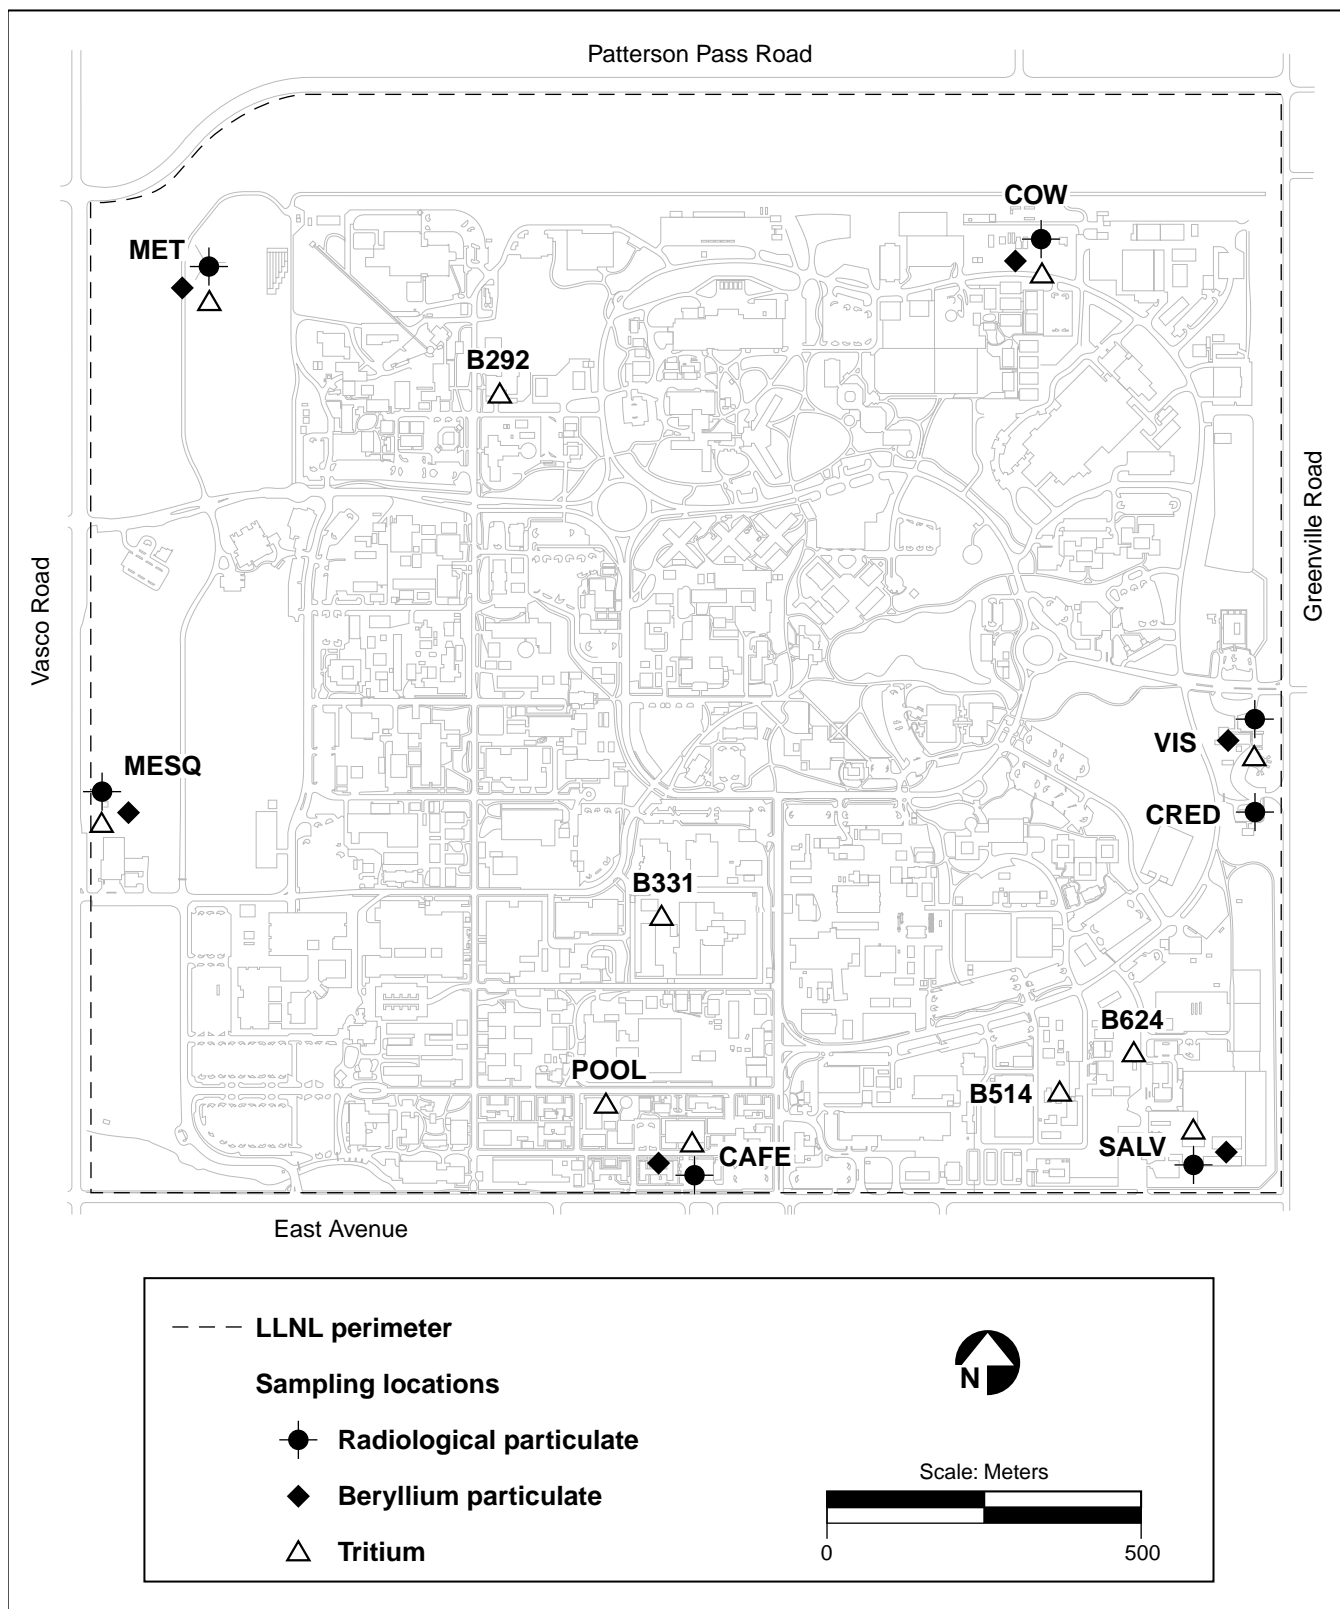 Patterson Pass Road
COW
MET
B292
Greenville Road
Vasco Road
VIS
MESQ
CRED
B331
B624
POOL
B514
SALV
CAFE
East Avenue
LLNL perimeter
Sampling locations
N
Radiological particulate
Scale: Meters
Beryllium particulate
0 500
Tritium